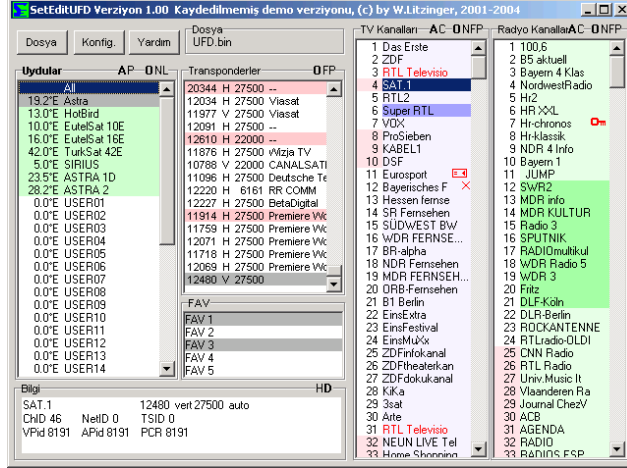 SetEditUFD Verziyon 1.00  Kaydedilmemiş demo verziyonu, (c) by W.Litzinger, 2001-2004
Dosya
Konfig.
Yardım
Dosya
UFD.bin
Uydular A P - 0 N L
All
19.2°E Astra
13.0°E HotBird
10.0°E EutelSat 10E
16.0°E EutelSat 16E
42.0°E TurkSat 42E
5.0°E SIRIUS
23.5°E ASTRA 1D
28.2°E ASTRA 2
0.0°E USER01
0.0°E USER02
0.0°E USER03
0.0°E USER04
0.0°E USER05
0.0°E USER06
0.0°E USER07
0.0°E USER08
0.0°E USER09
0.0°E USER10
0.0°E USER11
0.0°E USER12
0.0°E USER13
0.0°E USER14
Transponderler 0 F P
20344 H 27500 --
12034 H 27500 Viasat
11977 V 27500 Viasat
12091 H 27500 --
12610 H 22000 --
11876 H 27500 Wizja TV
10788 V 22000 CANALSATI
11096 H 27500 Deutsche Te
12220 H 6161 RR COMM
12227 H 27500 BetaDigital
11914 H 27500 Premiere Wo
11759 H 27500 Premiere Wo
12071 H 27500 Premiere Wo
11718 H 27500 Premiere Wo
12069 H 27500 Premiere Wo
12480 V 27500
FAV
FAV 1
FAV 2
FAV 3
FAV 4
FAV 5
Bilgi HD
SAT.1 12480 vert 27500 auto
ChID 46 NetID 0 TSID 0
VPid 8191 APid 8191 PCR 8191
TV Kanalları A C - 0 N F P
1 Das Erste
2 ZDF
3 RTL Televisio
4 SAT.1
5 RTL2
6 Super RTL
7 VOX
8 ProSieben
9 KABEL1
10 DSF
11 Eurosport
12 Bayerisches F
13 Hessen fernse
14 SR Fernsehen
15 SÜDWEST BW
16 WDR FERNSE...
17 BR-alpha
18 NDR Fernsehen
19 MDR FERNSEH...
20 ORB-Fernsehen
21 B1 Berlin
22 EinsExtra
23 EinsFestival
24 EinsMuXx
25 ZDFinfokanal
26 ZDFtheaterkan
27 ZDFdokukanal
28 KiKa
29 3sat
30 Arte
31 RTL Televisio
32 NEUN LIVE Tel
33 Home Shopping
Radyo Kanallar A C - 0 N F P
1 100,6
2 B5 aktuell
3 Bayern 4 Klas
4 NordwestRadio
5 Hr2
6 HR XXL
7 Hr-chronos
8 Hr-klassik
9 NDR 4 Info
10 Bayern 1
11 JUMP
12 SWR2
13 MDR info
14 MDR KULTUR
15 Radio 3
16 SPUTNIK
17 RADIOmultikul
18 WDR Radio 5
19 WDR 3
20 Fritz
21 DLF-Köln
22 DLR-Berlin
23 ROCKANTENNE
24 RTLradio-OLDI
25 CNN Radio
26 RTL Radio
27 Univ.Music It
28 Vlaanderen Ra
29 Journal ChezV
30 ACB
31 AGENDA
32 RADIO
33 RADIOS ESP